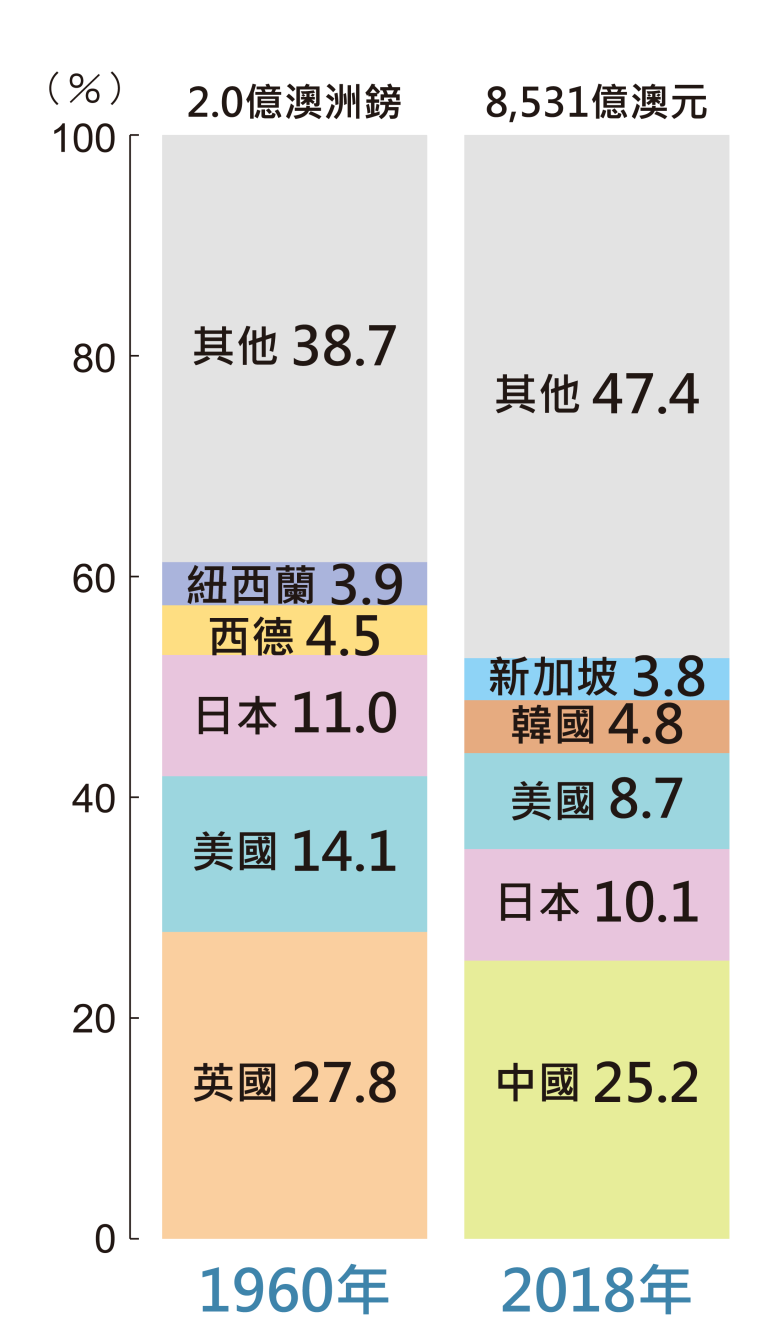 (%)
2.0億澳洲鎊
8,531億澳元
100
80
60
40
20
0
其他 38.7
紐西蘭 3.9
西德 4.5
日本 11.0
美國 14.1
英國 27.8
其他 47.4
新加坡 3.8
韓國 4.8
美國 8.7
日本 10.1
中國 25.2
1960年
2018年